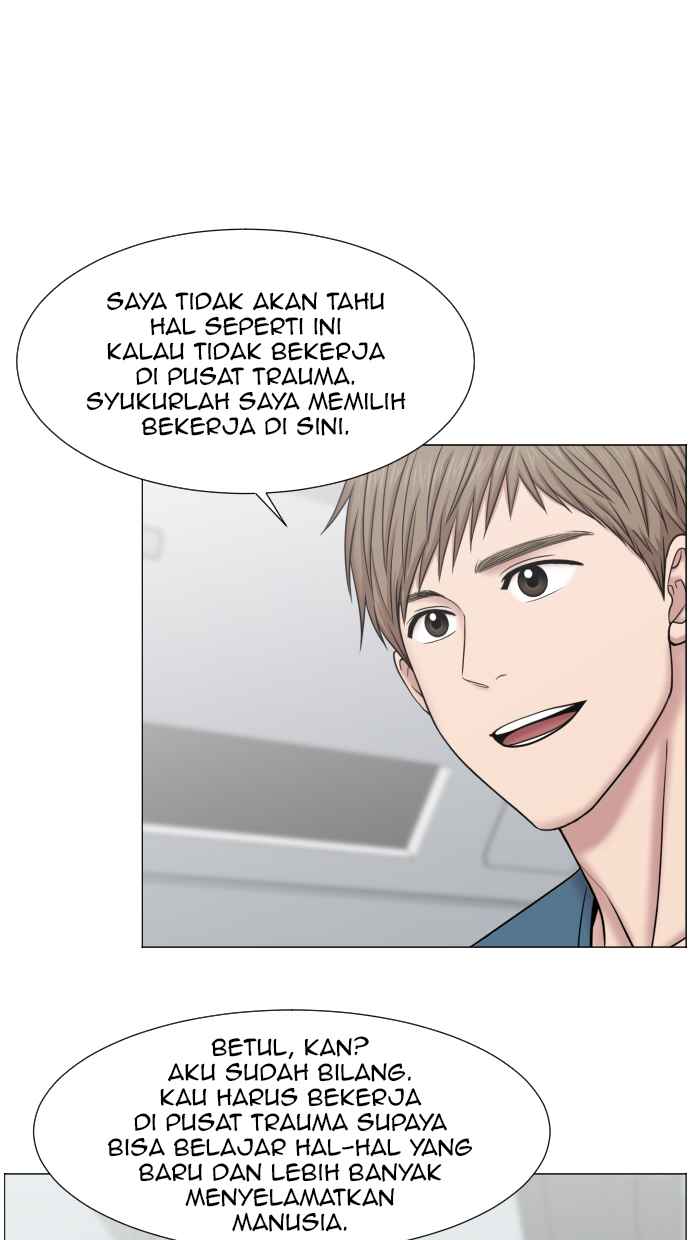 SAYA TIDAK AKAN TAHU
HAL SEPERTI INI
KALAU TIDAK BEKERJA
DI PUSAT TRAUMA.
SYUKURLAH SAYA MEMILIH
BEKERJA DI SINI.
BETUL, KAN?
AKU SUDAH BILANG.
KAU HARUS BEKERJA
DI PUSAT TRAUMA SUPAYA
BISA BELAJAR HAL-HAL YANG
BARU DAN LEBIH BANYAK
MENYELAMATKAN
MANUSIA.